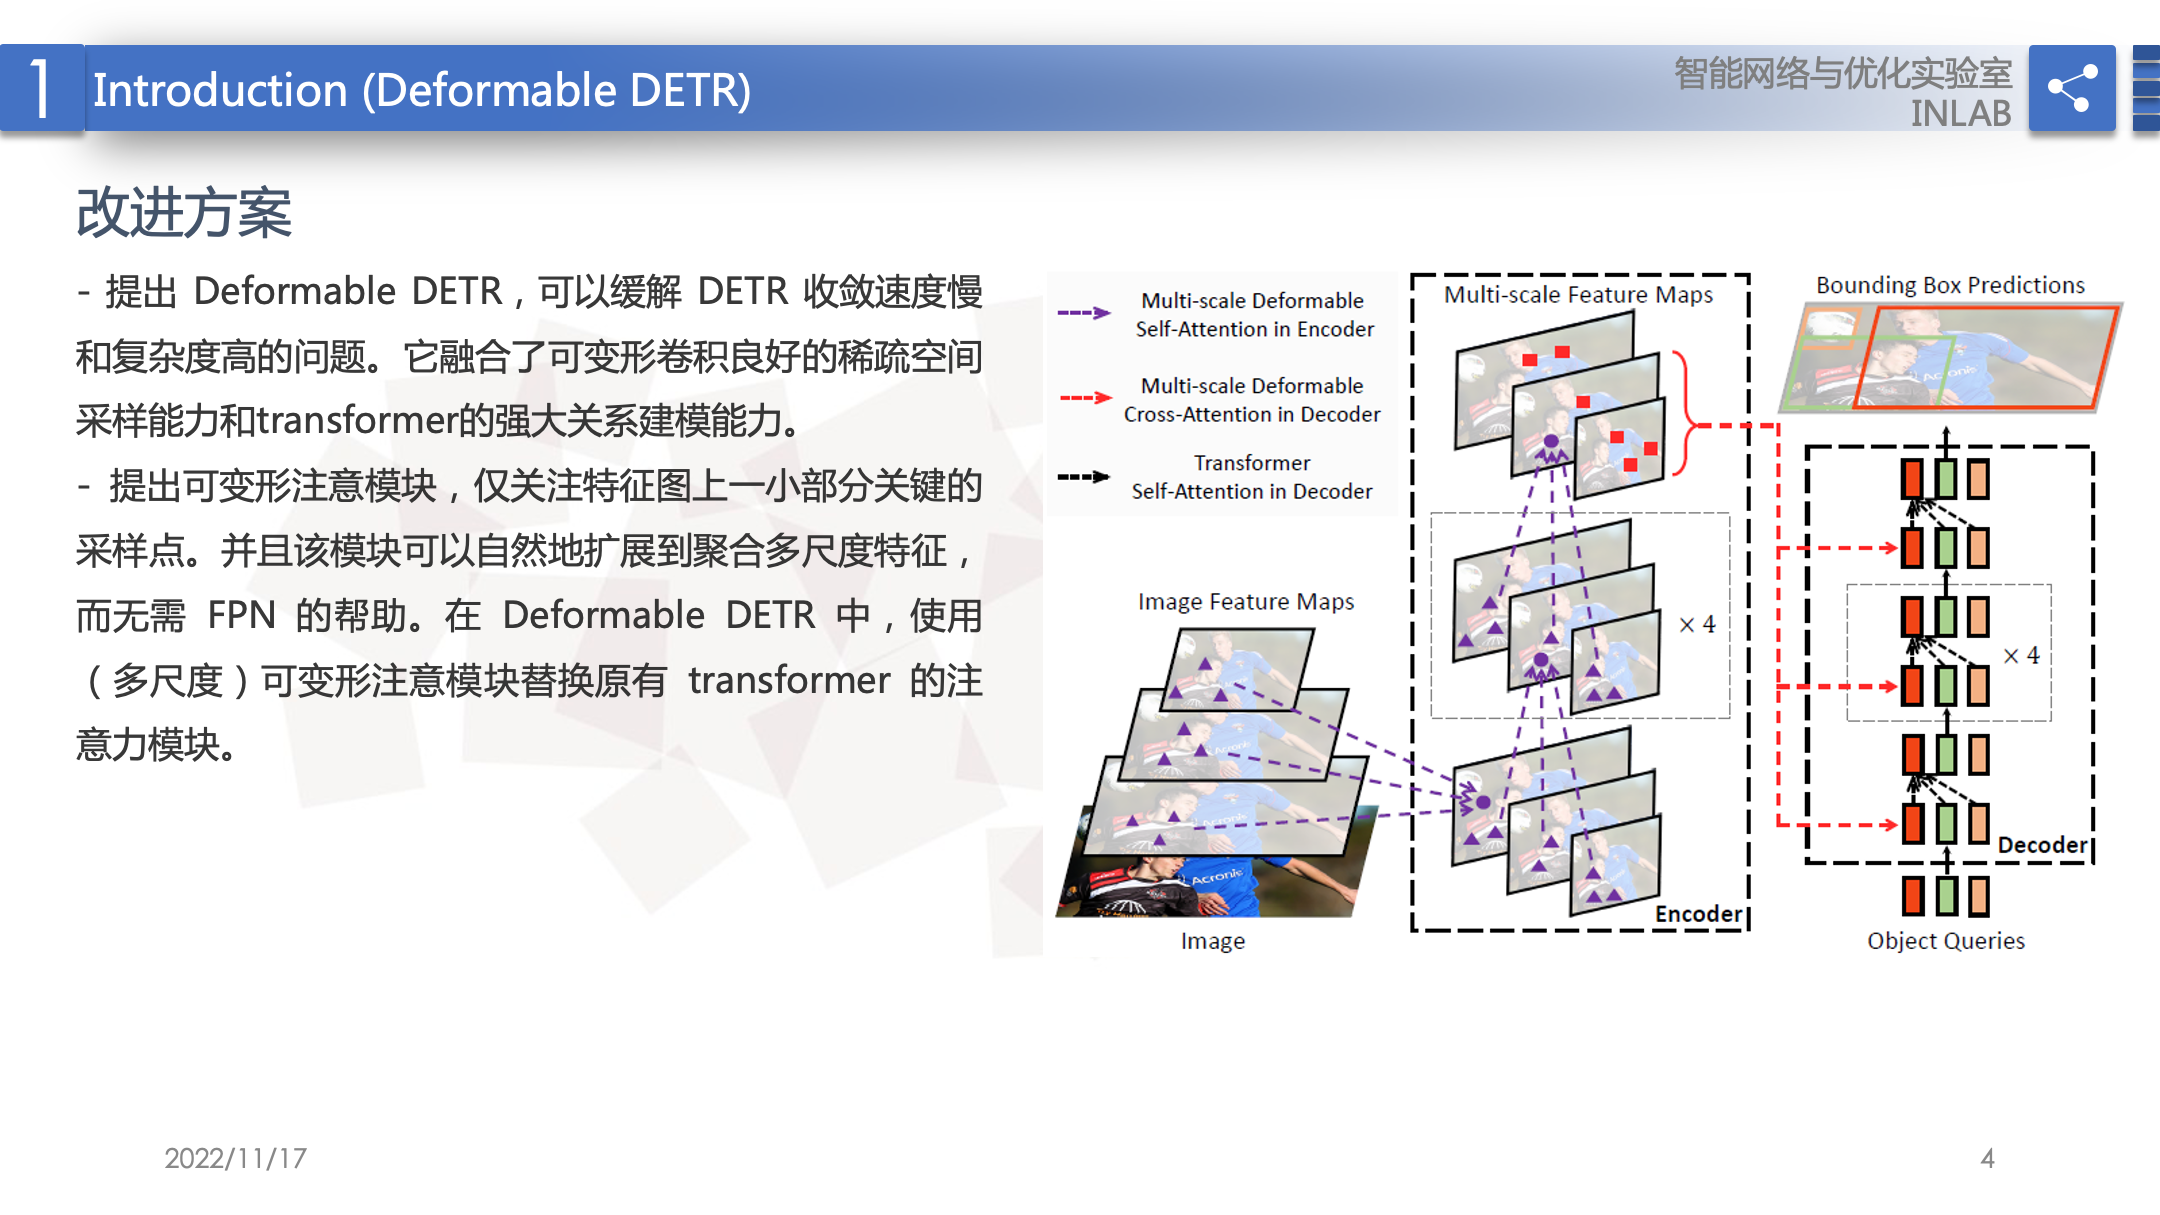 1
Introduction (Deformable DETR)
智能网络与优化实验室
INLAB
改进方案
- 提出 Deformable DETR，可以缓解 DETR 收敛速度慢
和复杂度高的问题。它融合了可变形卷积良好的稀疏空间
采样能力和transformer的强大关系建模能力。
- 提出可变形注意模块，仅关注特征图上一小部分关键的
采样点。并且该模块可以自然地扩展到聚合多尺度特征，
而无需 FPN 的帮助。在 Deformable DETR 中，使用
（多尺度）可变形注意模块替换原有 transformer 的注
意力模块。
Multi-scale Deformable
Self-Attention in Encoder
Multi-scale Deformable
Cross-Attention in Decoder
Transformer
Self-Attention in Decoder
Image Feature Maps
Image
Multi-scale Feature Maps
× 4
Encoder
Bounding Box Predictions
× 4
Decoder
Object Queries
Acronis
2022/11/17
4